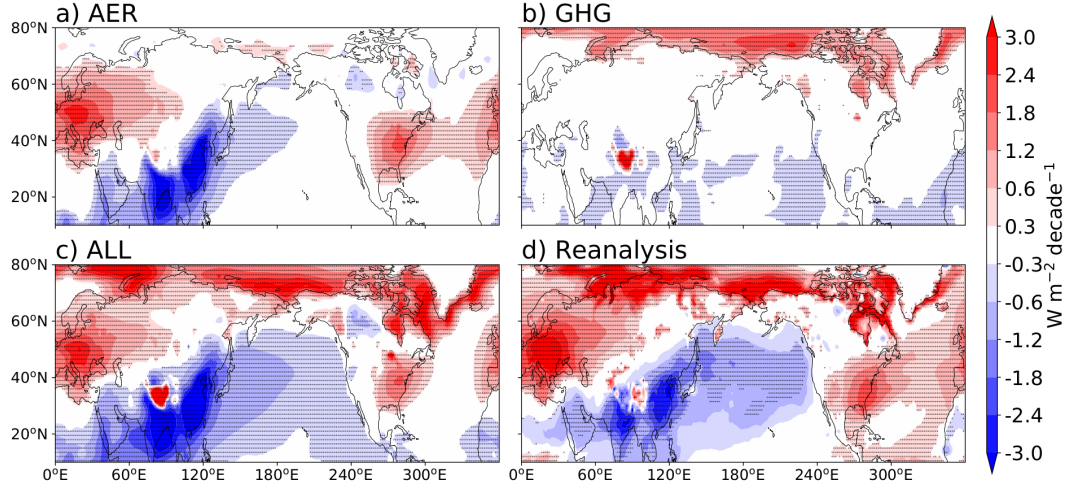 a) AER
b) GHG
80°N
60°N
40°N
20°N
c) ALL
d) Reanalysis
80°N
60°N
40°N
20°N
0°E 60°E 120°E 180°E 240°E 300°E
0°E 60°E 120°E 180°E 240°E 300°E
3.0
2.4
1.8
1.2
0.6
0.3
-0.3
-0.6
-1.2
-1.8
-2.4
-3.0
W m⁻² decade⁻¹